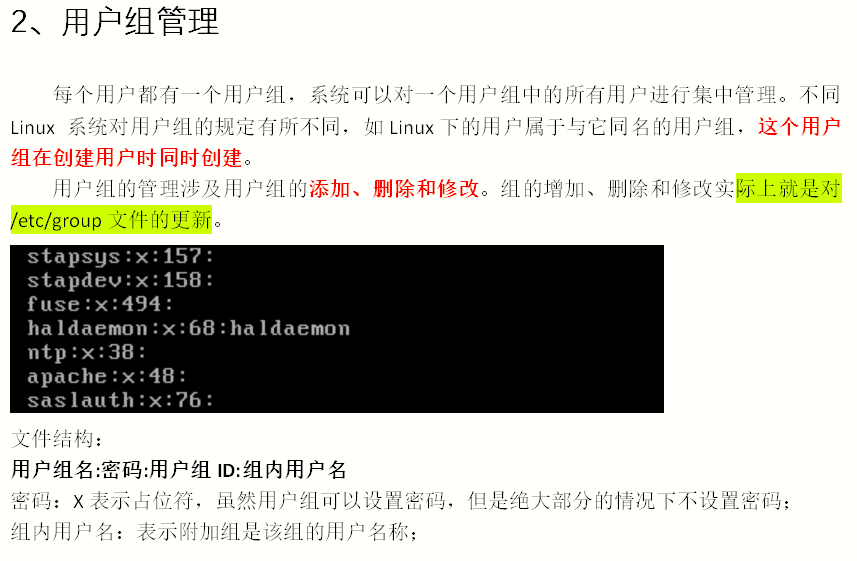 2、用户组管理
每个用户都有一个用户组，系统可以对一个用户组中的所有用户进行集中管理。不同
Linux 系统对用户组的规定有所不同，如 Linux 下的用户属于与它同名的用户组，这个用户
组在创建用户时同时创建。
用户组的管理涉及用户组的添加、删除和修改。组的增加、删除和修改实际上就是对
/etc/group 文件的更新。
stapsys:x:157:
stapdev:x:158:
fuse:x:494:
haldaemon:x:68:haldaemon
ntp:x:38:
apache:x:48:
saslauth:x:76:
文件结构：
用户组名:密码:用户组 ID:组内用户名
密码：X 表示占位符，虽然用户组可以设置密码，但是绝大部分的情况下不设置密码；
组内用户名：表示附加组是该组的用户名称；